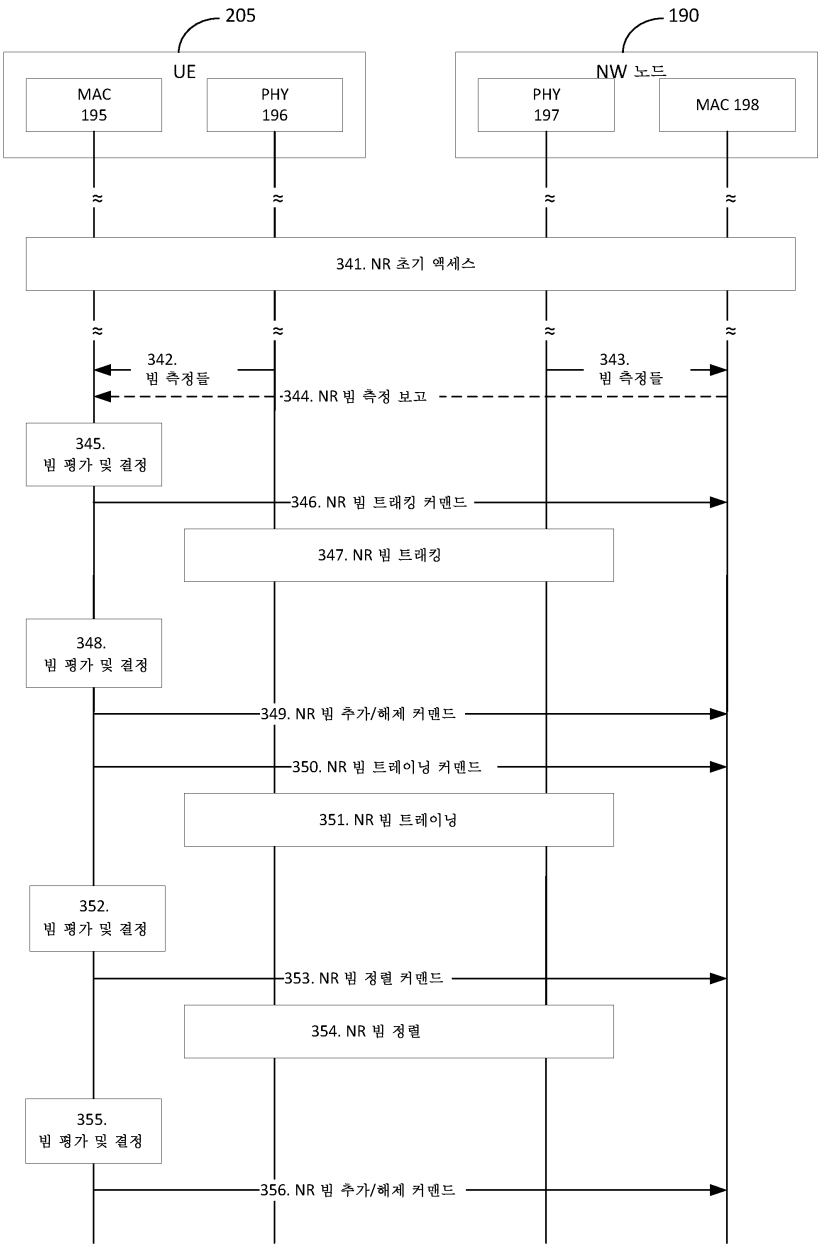 205
190
UE
NW 노드
MAC
195
PHY
196
PHY
197
MAC 198
≈
≈
≈
≈
341. NR 초기 액세스
≈
≈
≈
≈
342.
빔 측정들
343.
빔 측정들
344. NR 빔 측정 보고
345.
빔 평가 및 결정
346. NR 빔 트래킹 커맨드
347. NR 빔 트래킹
348.
빔 평가 및 결정
349. NR 빔 추가/해제 커맨드
350. NR 빔 트레이닝 커맨드
351. NR 빔 트레이닝
352.
빔 평가 및 결정
353. NR 빔 정렬 커맨드
354. NR 빔 정렬
355.
빔 평가 및 결정
356. NR 빔 추가/해제 커맨드